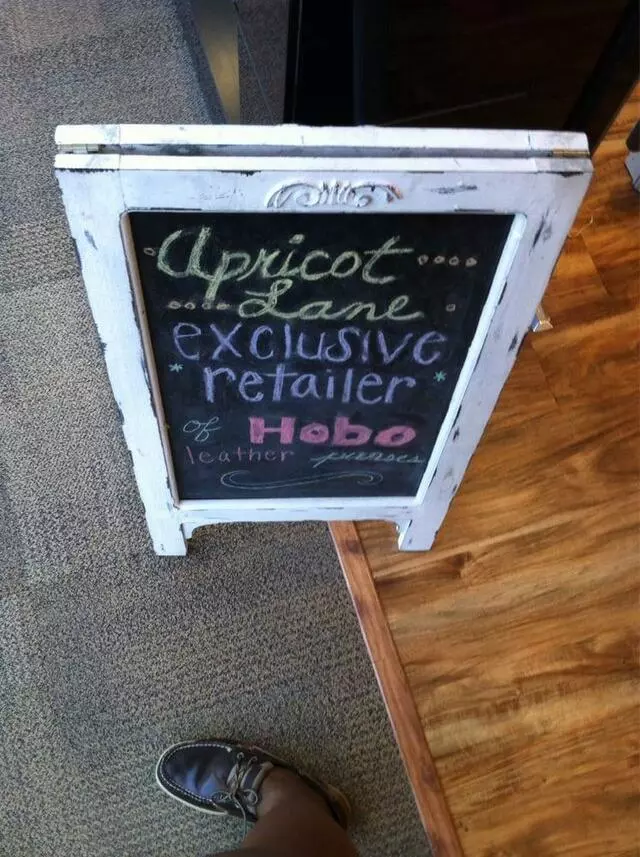 Apricot
Lane
exclusive
retailer
of Hobo
leather purses